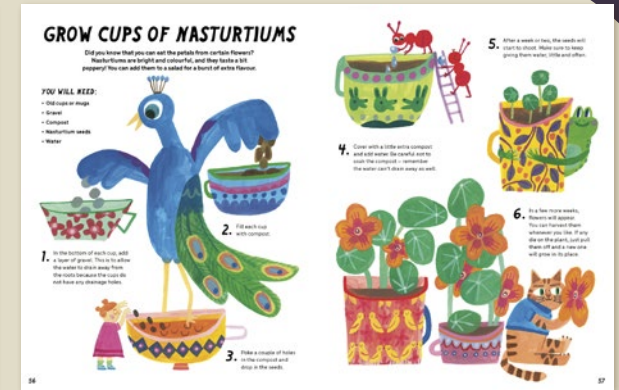 GROW CUPS OF NASTURTIUMS
Did you know that you can eat the petals from certain flowers?
Nasturtiums are bright and colourful, and they taste a bit
peppery! You can add them to a salad for a burst of extra flavour.
YOU WILL NEED:
• Old cups or mugs
• Gravel
• Compost
• Nasturtium seeds
• Water
1. In the bottom of each cup, add
a layer of gravel. This is to allow
the water to drain away from
the roots because the cups do
not have any drainage holes.
2. Fill each cup
with compost.
3. Poke a couple of holes
in the compost and
drop in the seeds.
56
4. Cover with a little extra compost
and add water. Be careful not to
soak the compost – remember
the water can't drain away so well.
5. After a week or two, the seeds will
start to shoot. Make sure to keep
giving them water, little and often.
6. In a few more weeks,
flowers will appear.
You can harvest them
whenever you like. If any
die on the plant, just pull
them off and a new one
will grow in its place.
57